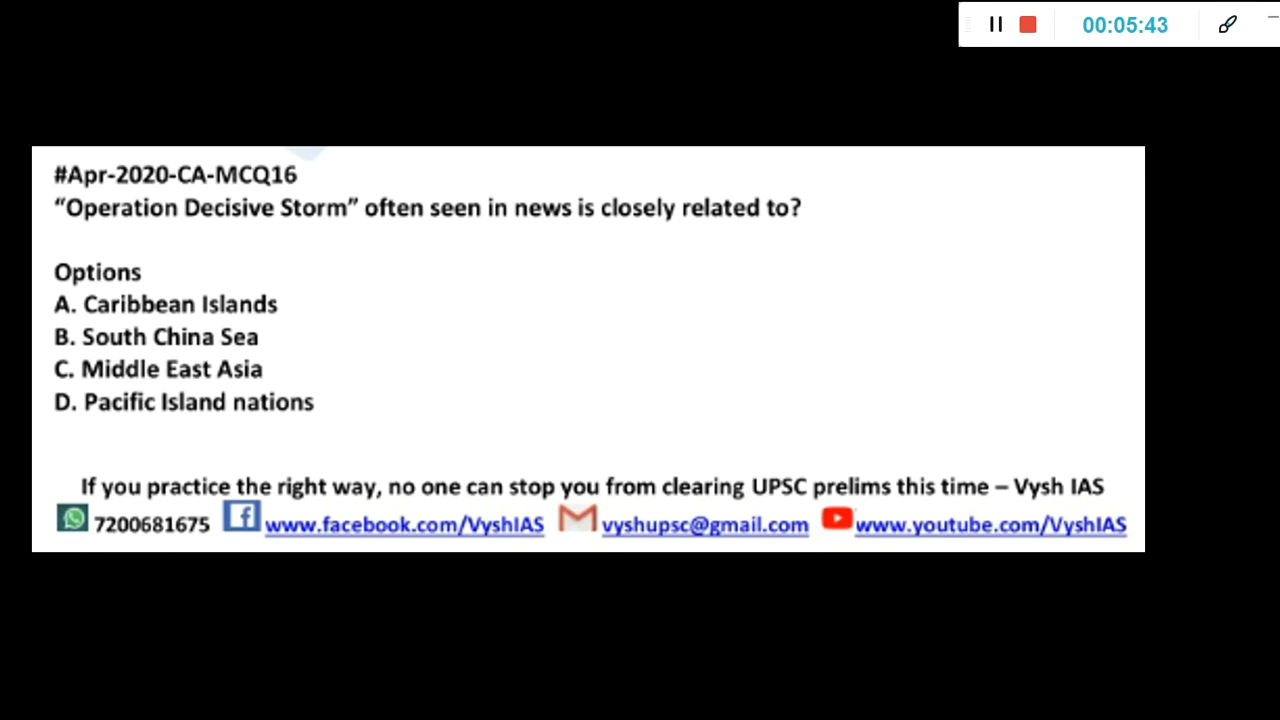 00:05:43
#Apr-2020-CA-MCQ16
“Operation Decisive Storm” often seen in news is closely related to?
Options
A. Caribbean Islands
B. South China Sea
C. Middle East Asia
D. Pacific Island nations
If you practice the right way, no one can stop you from clearing UPSC prelims this time – Vysh IAS
7200681675 www.facebook.com/VyshIAS vyshupsc@gmail.com www.youtube.com/VyshIAS